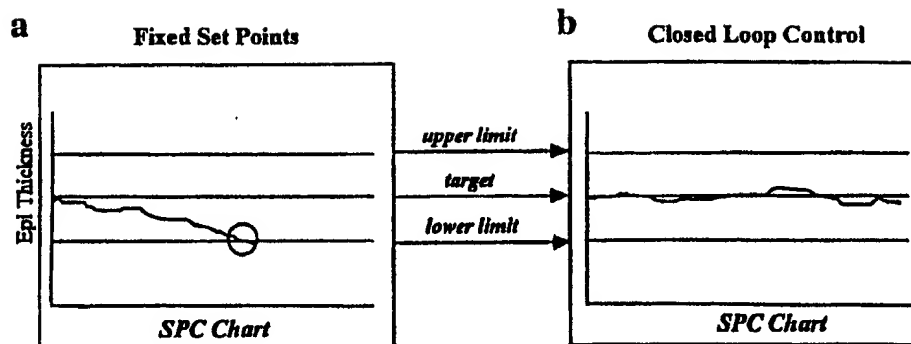 a
Fixed Set Points
Epi Thickness
SPC Chart
upper limit
target
lower limit
b
Closed Loop Control
SPC Chart